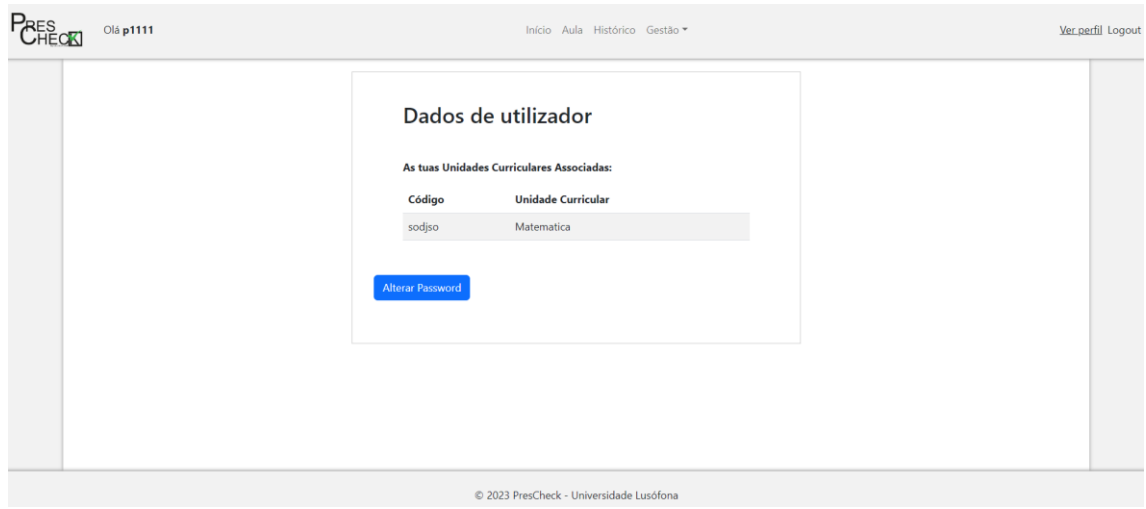 PRES
CHECK
Olá p1111
Início Aula Histórico Gestão
Ver perfil Logout
Dados de utilizador
As tuas Unidades Curriculares Associadas:
Código Unidade Curricular
sodjso Matematica
Alterar Password
© 2023 PresCheck - Universidade Lusófona